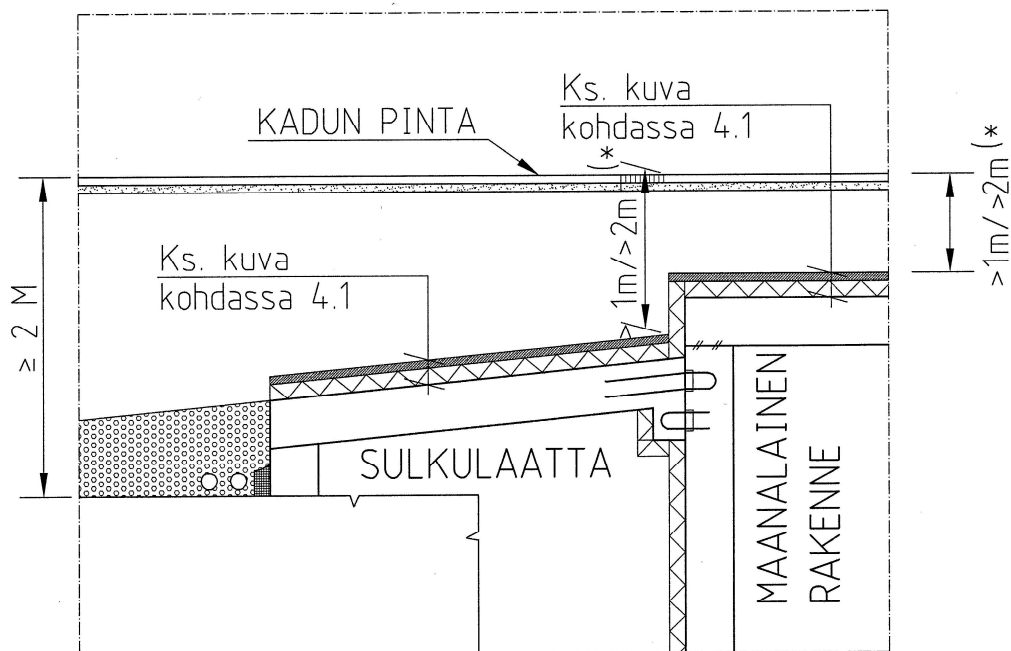 Ks. kuva
kohdassa 4.1
KADUN PINTA
>1m/>2m (*
>1m/>2m (*
Ks. kuva
kohdassa 4.1
≥ 2 M
SULKULAATTA
MAANALAINEN
RAKENNE